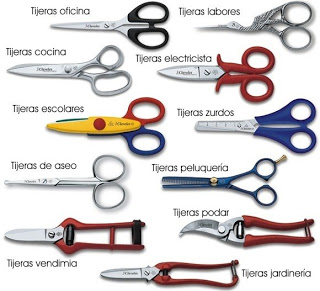 Tijeras oficina
Tijeras labores
Tijeras cocina
Tijeras electricista
Tijeras escolares
Tijeras zurdos
Tijeras de aseo
Tijeras peluquería
Tijeras podar
Tijeras vendimia
Tijeras jardinería